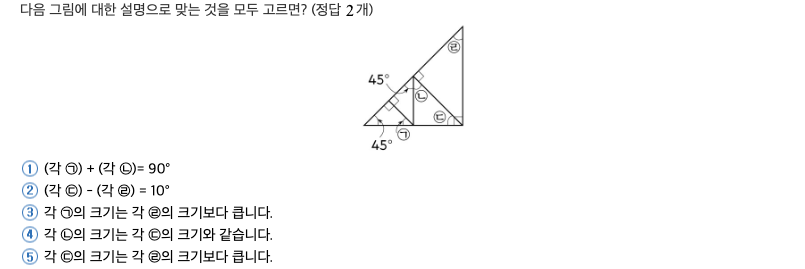 다음 그림에 대한 설명으로 맞는 것을 모두 고르면? (정답 2개)
㉣
45°
㉡
㉢
㉠
45°
① (각 ㉠) + (각 ㉡)= 90°
② (각 ㉢) - (각 ㉣) = 10°
③ 각 ㉠의 크기는 각 ㉣의 크기보다 큽니다.
④ 각 ㉡의 크기는 각 ㉢의 크기와 같습니다.
⑤ 각 ㉢의 크기는 각 ㉣의 크기보다 큽니다.